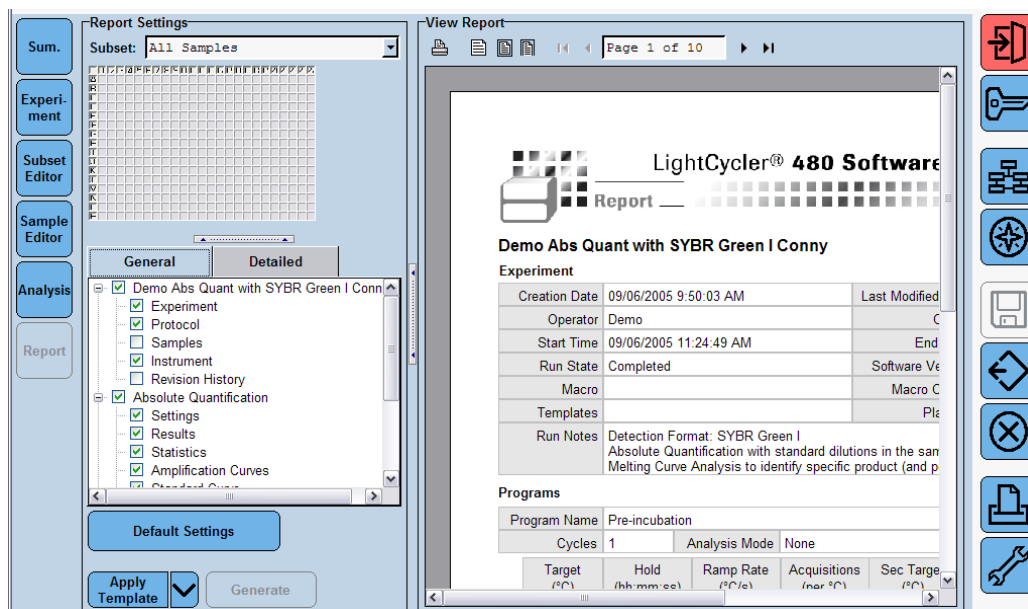 Report Settings
View Report
Sum.
Subset: All Samples
Page 1 of 10
Experi-
ment
Subset
Editor
Sample
Editor
Analysis
Report
General
Detailed
Demo Abs Quant with SYBR Green I Conn
Experiment
Protocol
Samples
Instrument
Revision History
Absolute Quantification
Settings
Results
Statistics
Amplification Curves
Standard Curve
Default Settings
Apply
Template
Generate
LightCycler® 480 Software
Report
Demo Abs Quant with SYBR Green I Conny
Experiment
Creation Date 09/06/2005 9:50:03 AM Last Modified
Operator Demo
Start Time 09/06/2005 11:24:49 AM End
Run State Completed Software Ve
Macro Macro
Templates
Run Notes Detection Format: SYBR Green I
Absolute Quantification with standard dilutions in the sam
Melting Curve Analysis to identify specific product (and p
Programs
Program Name Pre-incubation
Cycles 1 Analysis Mode None
Target Hold Ramp Rate Acquisitions Sec Targe
(°C) (hh:mm:ss) (°C/s) (per °C) (°C)